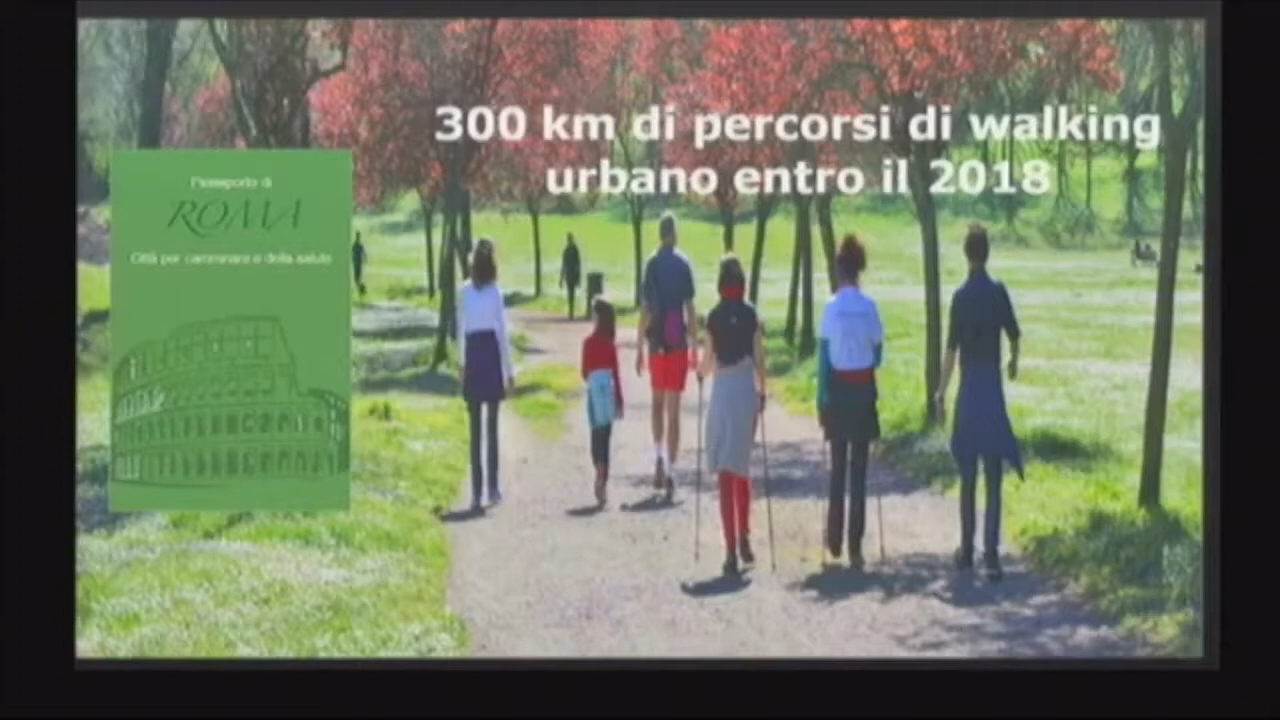 300 km di percorsi di walking
urbano entro il 2018
Passaporto di
ROMA
Città per camminare e della salute